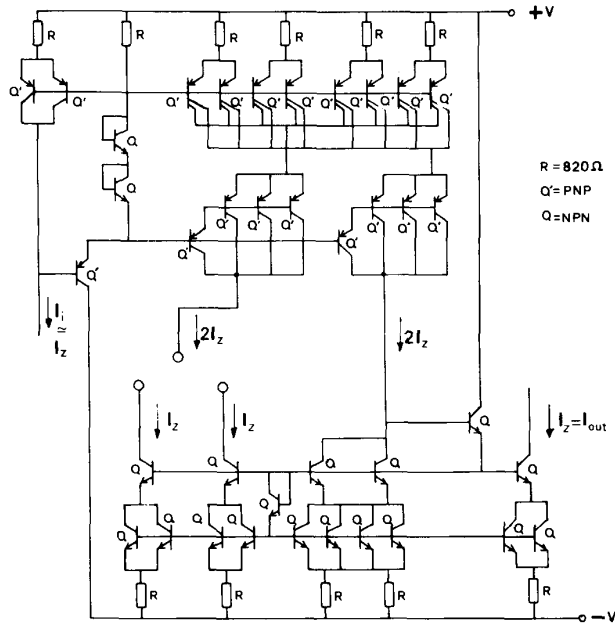 +V
R R R R R R
Q' Q' Q' Q' Q' Q' Q' Q' Q' Q'
Q
Q
R = 820Ω
Q' = PNP
Q = NPN
Q' Q' Q' Q' Q' Q' Q' Q'
Q'
I_i ≃ I_z
2I_z 2I_z
I_z I_z Q I_z = I_out
Q Q Q Q Q
Q
Q Q Q Q Q Q Q Q Q Q
R R R R R
−V